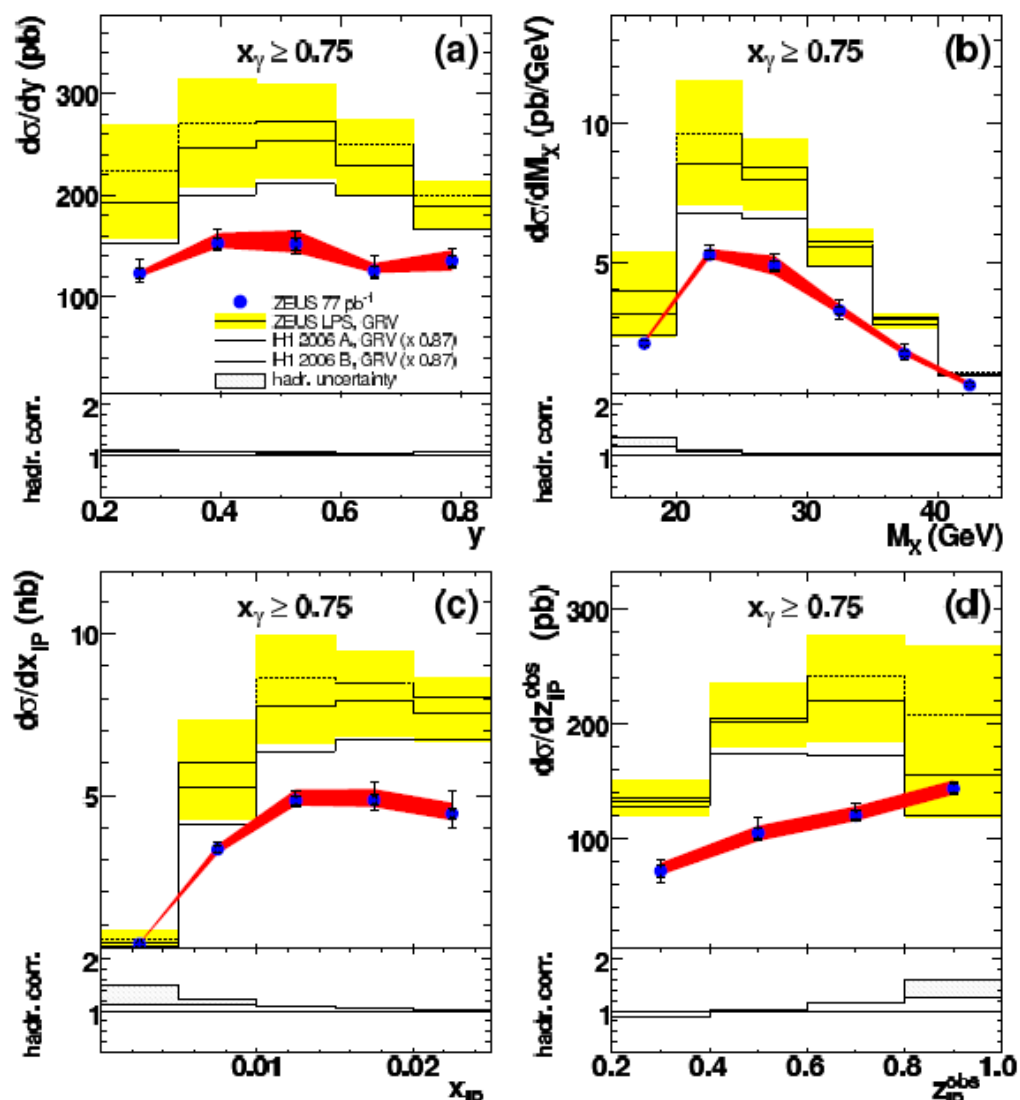 dσ/dy (pb)
x_γ ≥ 0.75
(a)
300
200
100
ZEUS 77 pb⁻¹
ZEUS LPS, GRV
H1 2006 A, GRV (x 0.87)
H1 2006 B, GRV (x 0.87)
hadr. uncertainty
hadr. corr.
2
1
0.2 0.4 0.6 0.8
y
dσ/dM_X (pb/GeV)
x_γ ≥ 0.75
(b)
10
5
hadr. corr.
2
1
20 30 40
M_X (GeV)
dσ/dx_IP (nb)
x_γ ≥ 0.75
(c)
10
5
hadr. corr.
2
1
0.01 0.02
x_IP
dσ/dz_IP^obs (pb)
x_γ ≥ 0.75
(d)
300
200
100
hadr. corr.
2
1
0.2 0.4 0.6 0.8 1.0
z_IP^obs